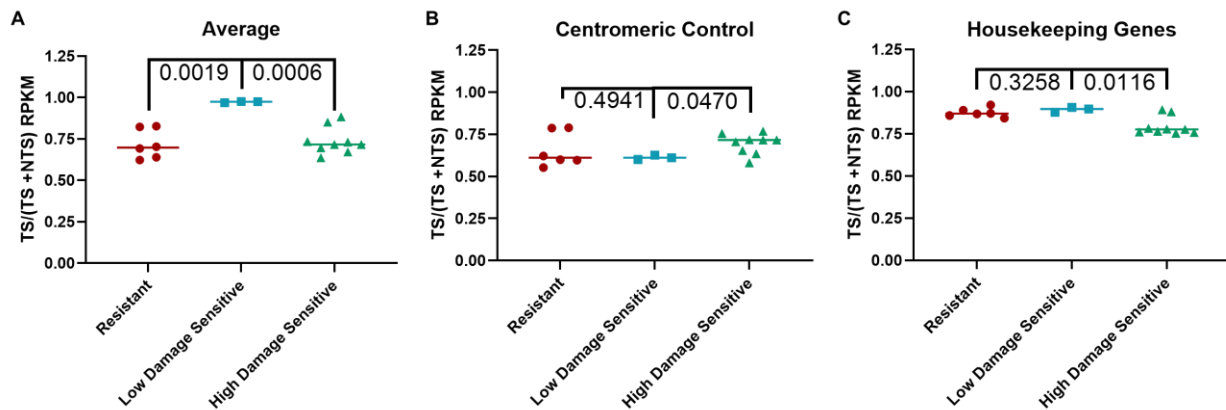 A
Average
TS/(TS +NTS) RPKM
1.25
1.00
0.75
0.50
0.25
0.00
0.0019
0.0006
Resistant
Low Damage Sensitive
High Damage Sensitive
B
Centromeric Control
TS/(TS +NTS) RPKM
1.25
1.00
0.75
0.50
0.25
0.00
0.4941
0.0470
Resistant
Low Damage Sensitive
High Damage Sensitive
C
Housekeeping Genes
TS/(TS +NTS) RPKM
1.25
1.00
0.75
0.50
0.25
0.00
0.3258
0.0116
Resistant
Low Damage Sensitive
High Damage Sensitive